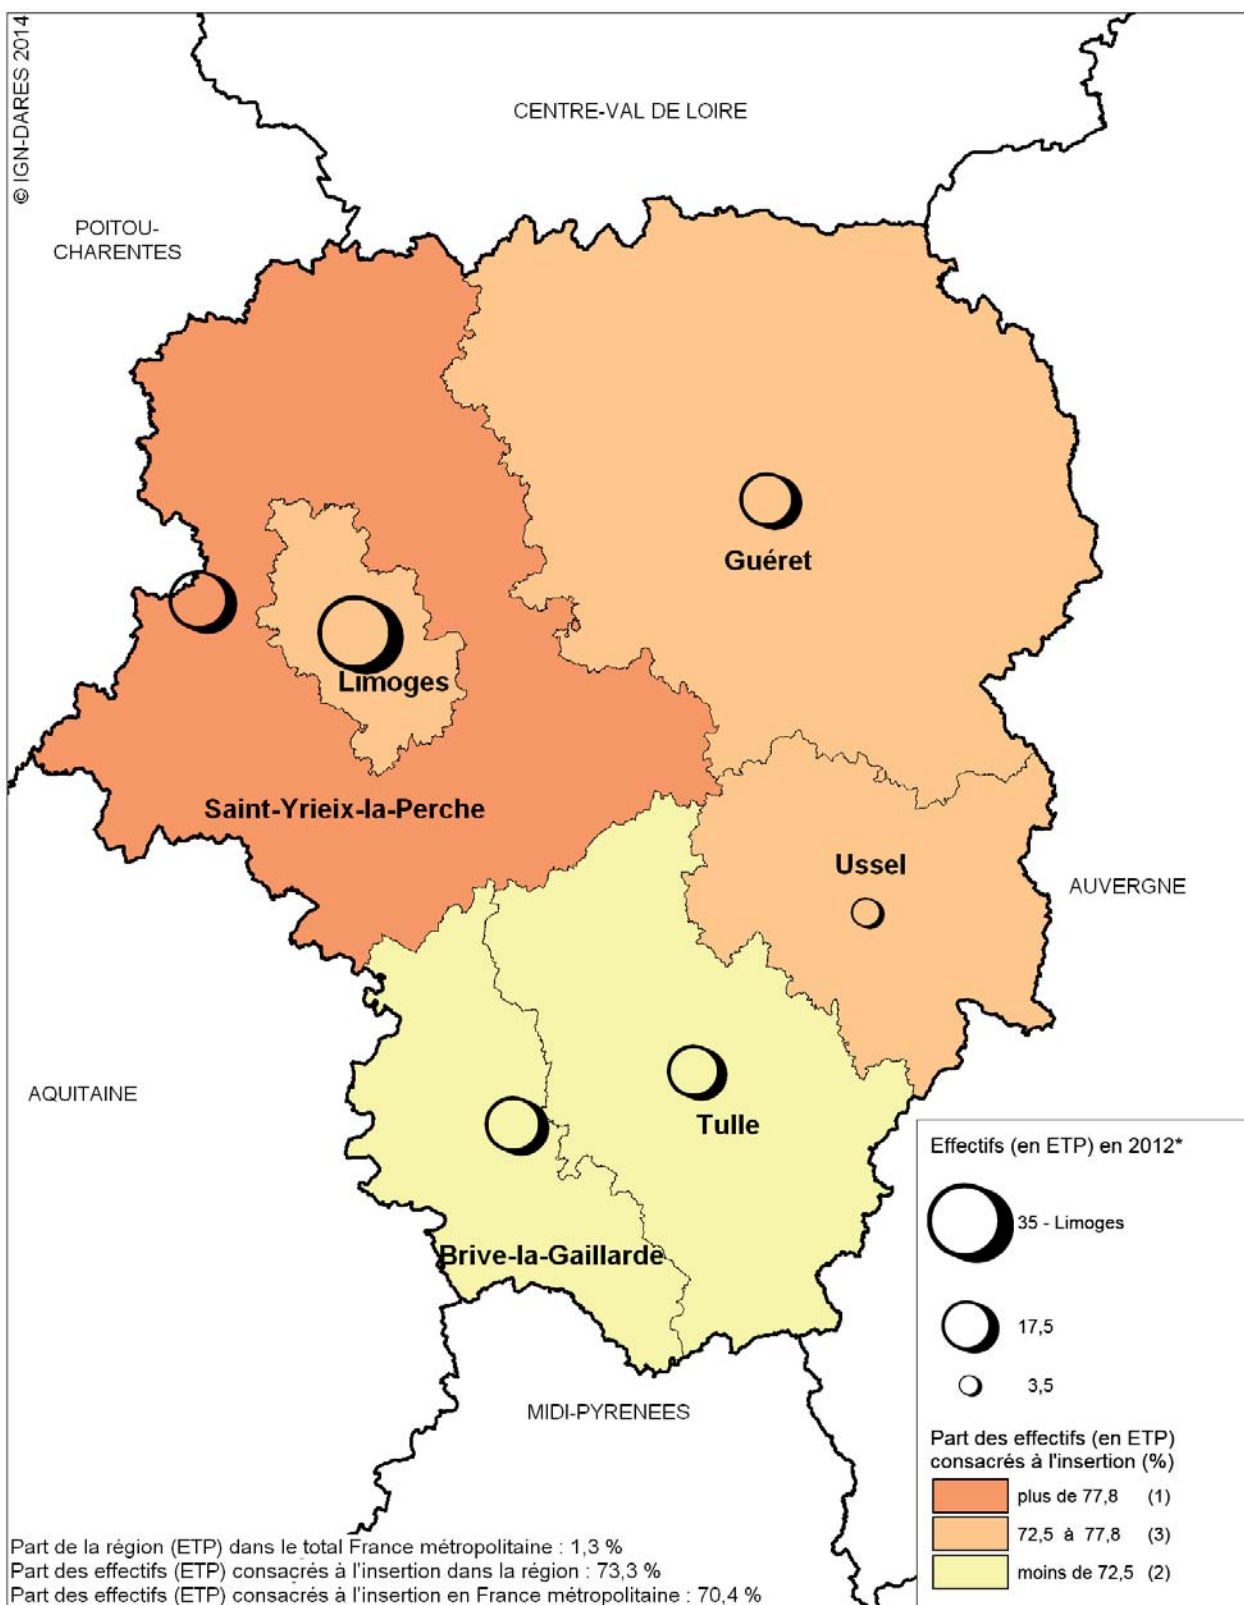 © IGN-DARES 2014
CENTRE-VAL DE LOIRE
POITOU-
CHARENTES
Guéret
Limoges
Saint-Yrieix-la-Perche
Ussel
AUVERGNE
AQUITAINE
Tulle
Brive-la-Gaillarde
MIDI-PYRENEES
Effectifs (en ETP) en 2012*
35 - Limoges
17,5
3,5
Part des effectifs (en ETP)
consacrés à l'insertion (%)
plus de 77,8 (1)
72,5 à 77,8 (3)
moins de 72,5 (2)
Part de la région (ETP) dans le total France métropolitaine : 1,3 %
Part des effectifs (ETP) consacrés à l'insertion dans la région : 73,3 %
Part des effectifs (ETP) consacrés à l'insertion en France métropolitaine : 70,4 %